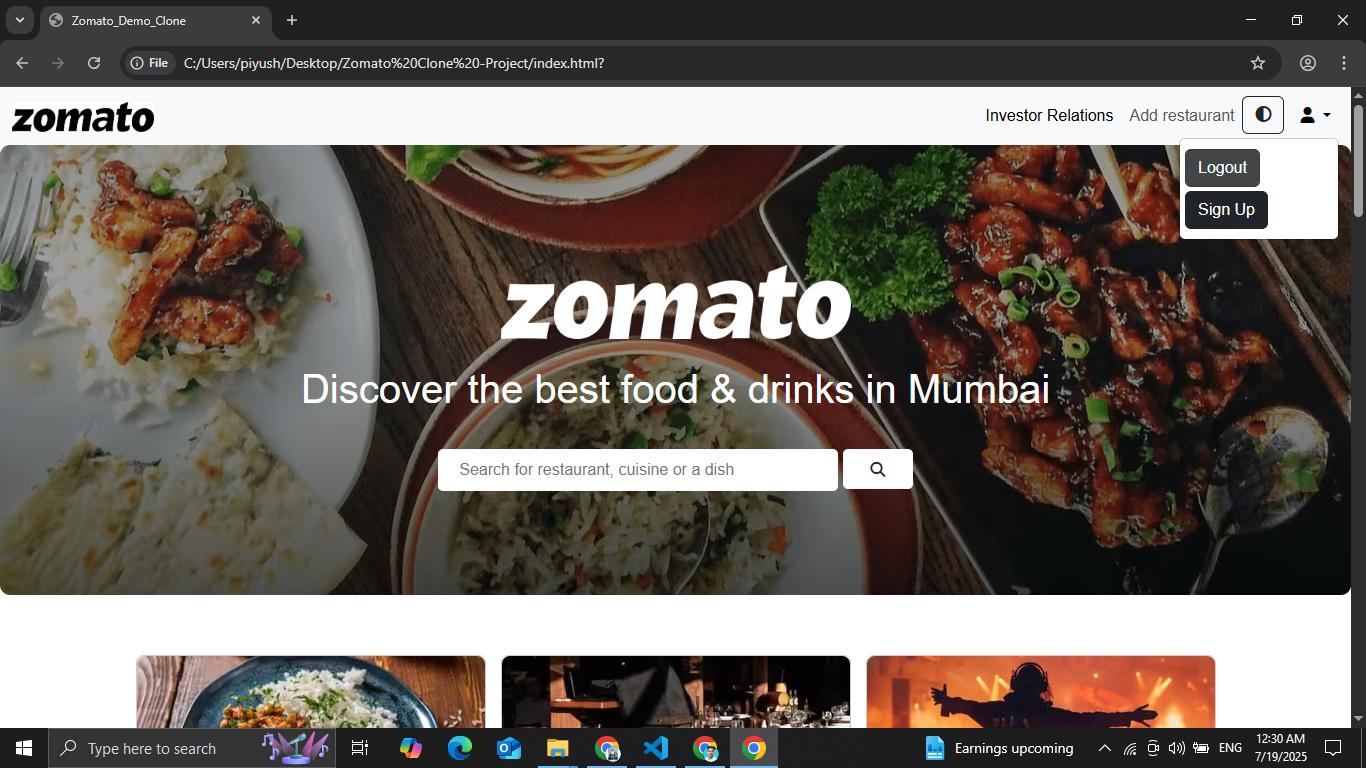 Zomato_Demo_Clone
File
C:/Users/piyush/Desktop/Zomato%20Clone%20-Project/index.html?
zomato
Investor Relations
Add restaurant
Logout
Sign Up
zomato
Discover the best food & drinks in Mumbai
Search for restaurant, cuisine or a dish
Type here to search
Earnings upcoming
ENG
12:30 AM
7/19/2025